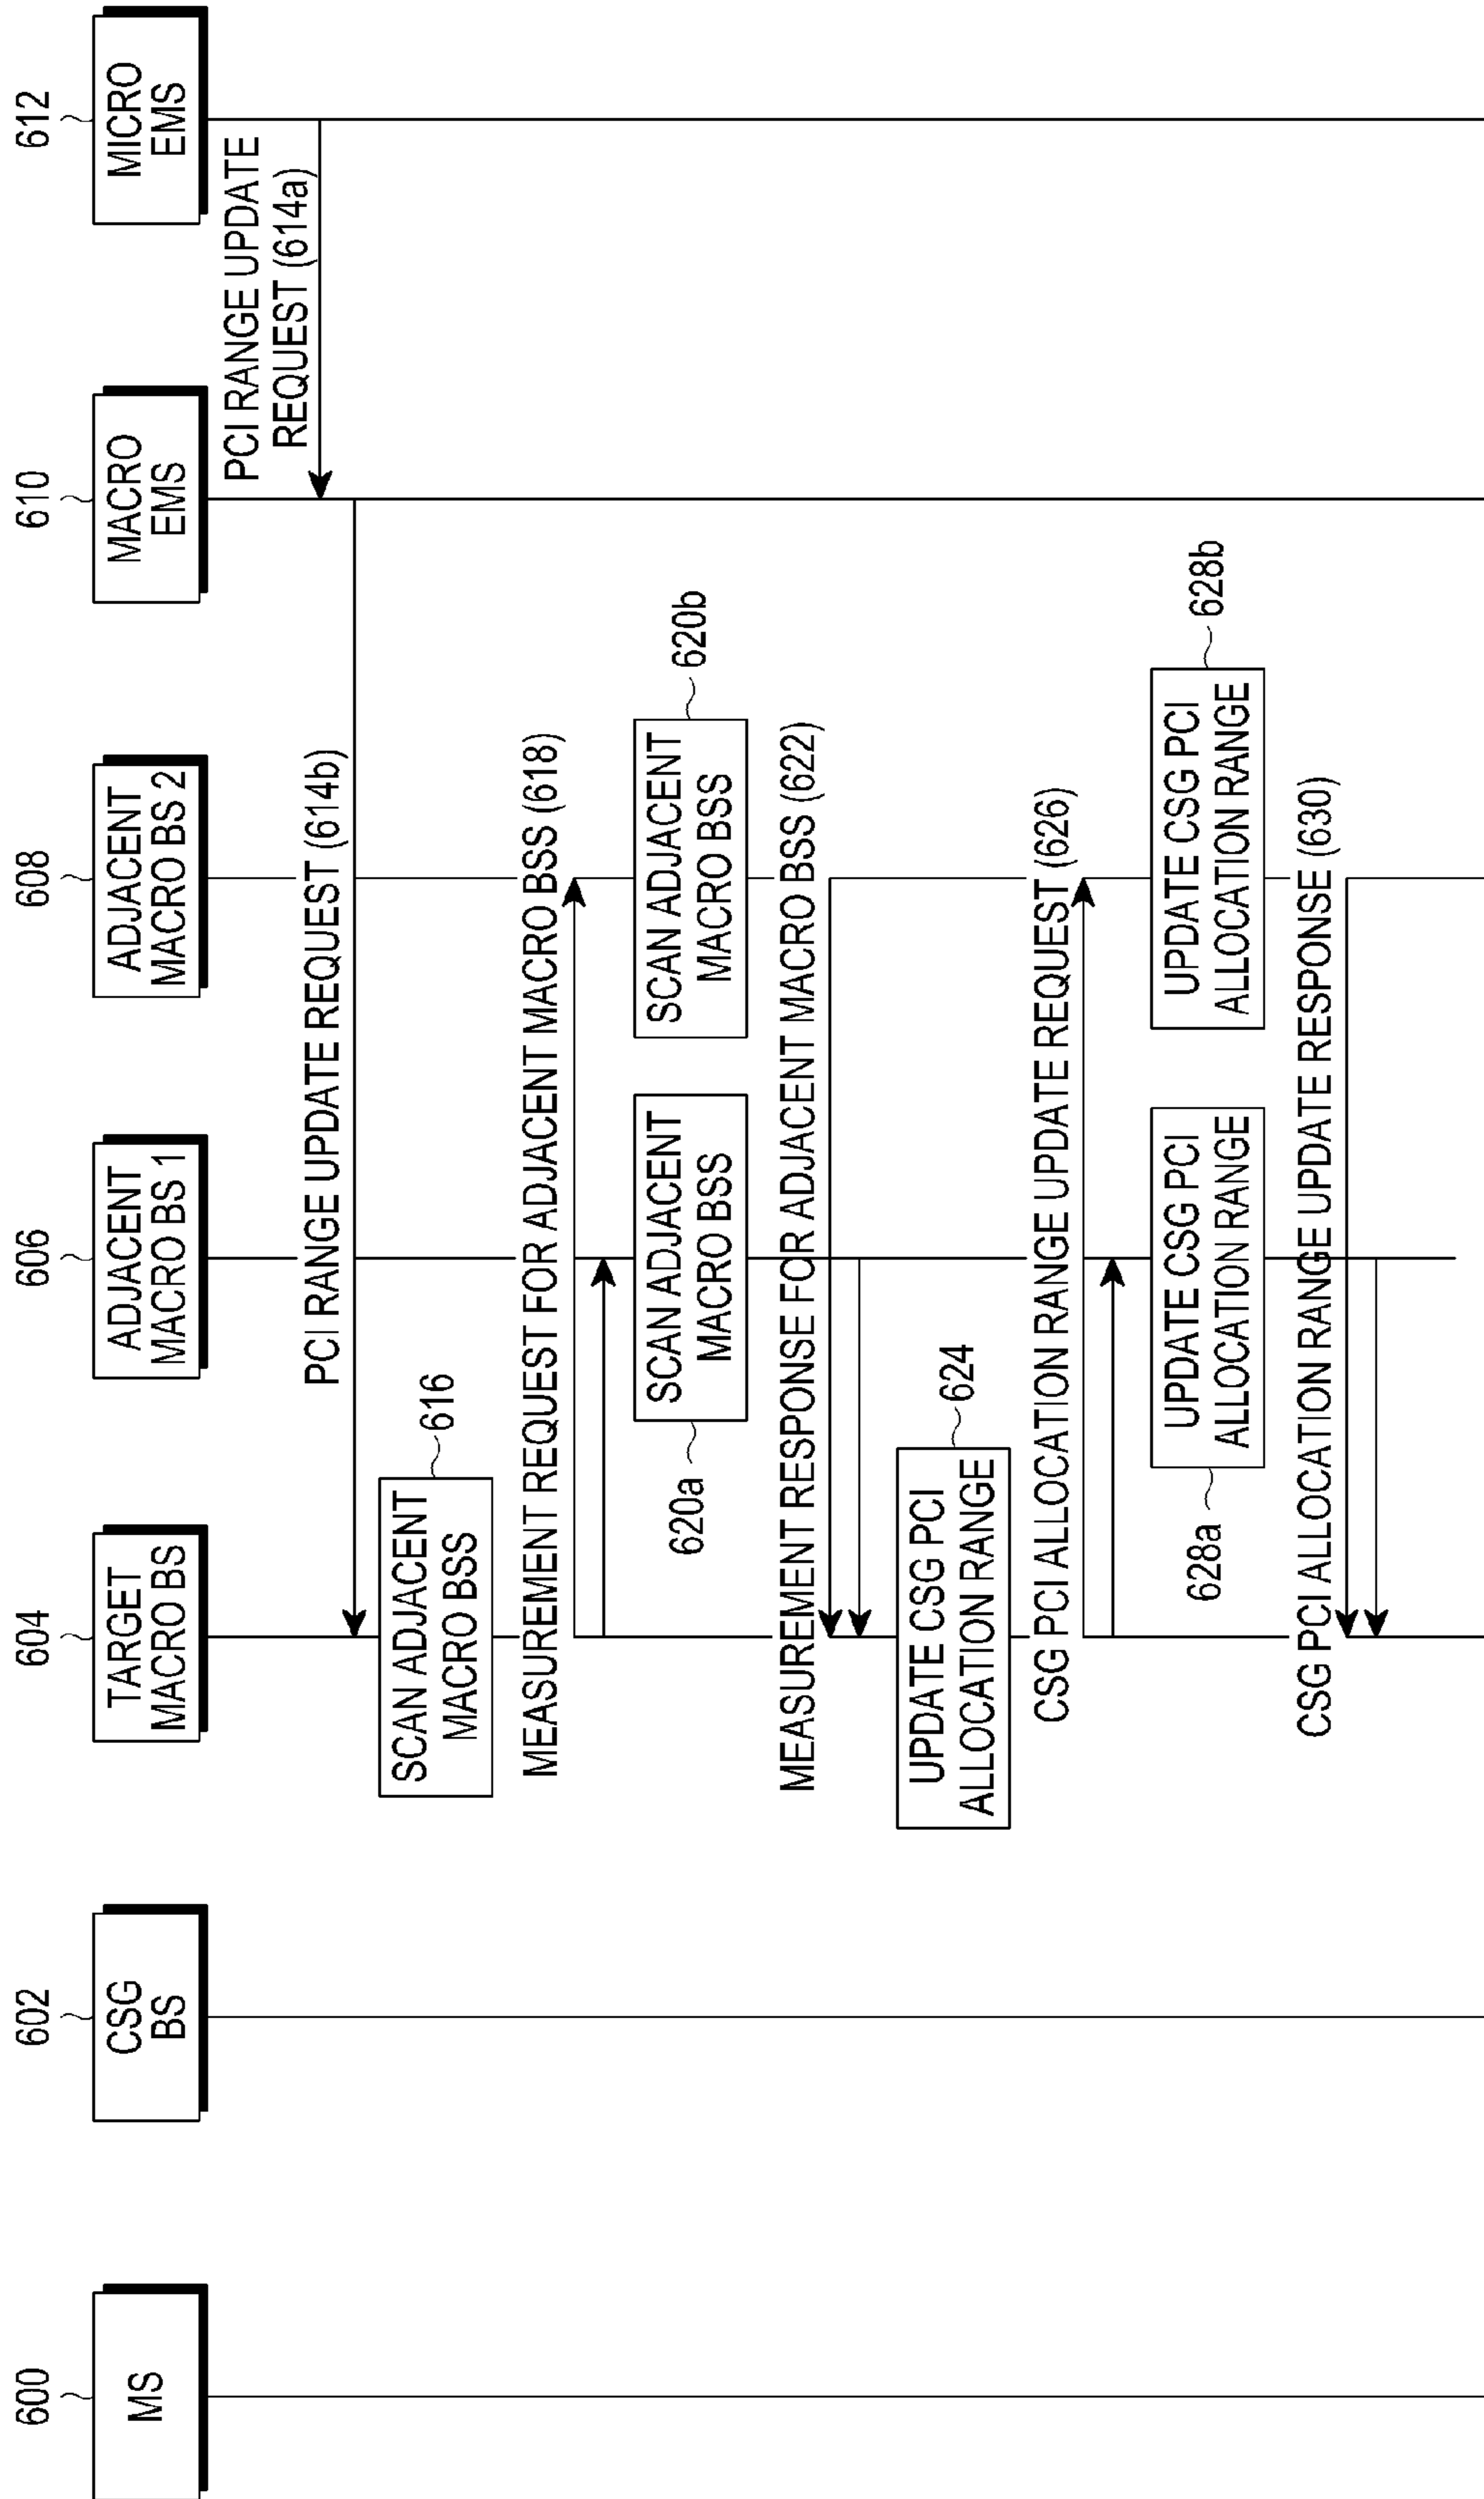 600
MS
602
CSG
BS
604
TARGET
MACRO BS
606
ADJACENT
MACRO BS 1
608
ADJACENT
MACRO BS 2
610
MACRO
EMS
612
MICRO
EMS
PCI RANGE UPDATE
REQUEST (614a)
PCI RANGE UPDATE REQUEST (614b)
SCAN ADJACENT
MACRO BSS
616
MEASUREMENT REQUEST FOR ADJACENT MACRO BSS (618)
620a
SCAN ADJACENT
MACRO BSS
SCAN ADJACENT
MACRO BSS
620b
MEASUREMENT RESPONSE FOR ADJACENT MACRO BSS (622)
UPDATE CSG PCI
ALLOCATION RANGE
624
CSG PCI ALLOCATION RANGE UPDATE REQUEST (626)
628a
UPDATE CSG PCI
ALLOCATION RANGE
UPDATE CSG PCI
ALLOCATION RANGE
628b
CSG PCI ALLOCATION RANGE UPDATE RESPONSE (630)